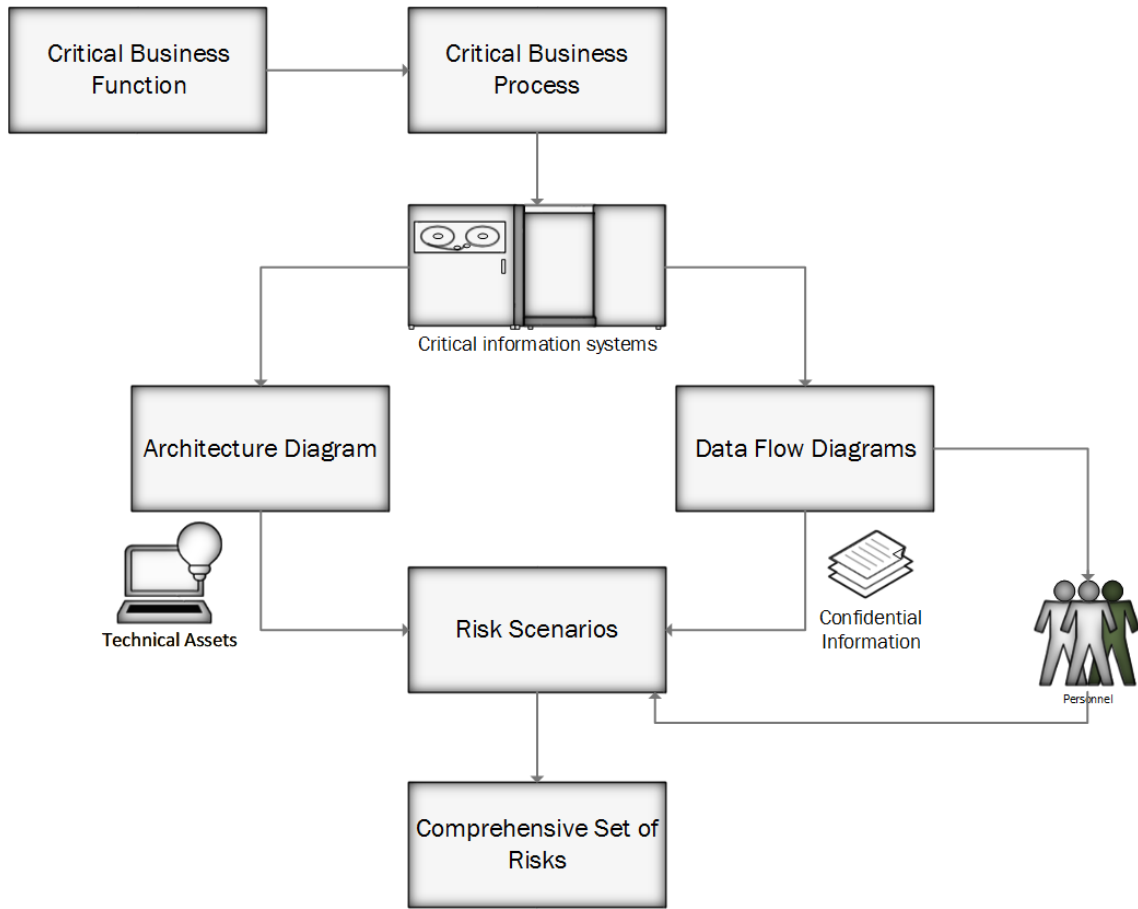 Critical Business
Function
Critical Business
Process
Critical information systems
Architecture Diagram
Data Flow Diagrams
Technical Assets
Risk Scenarios
Confidential
Information
Personnel
Comprehensive Set of
Risks